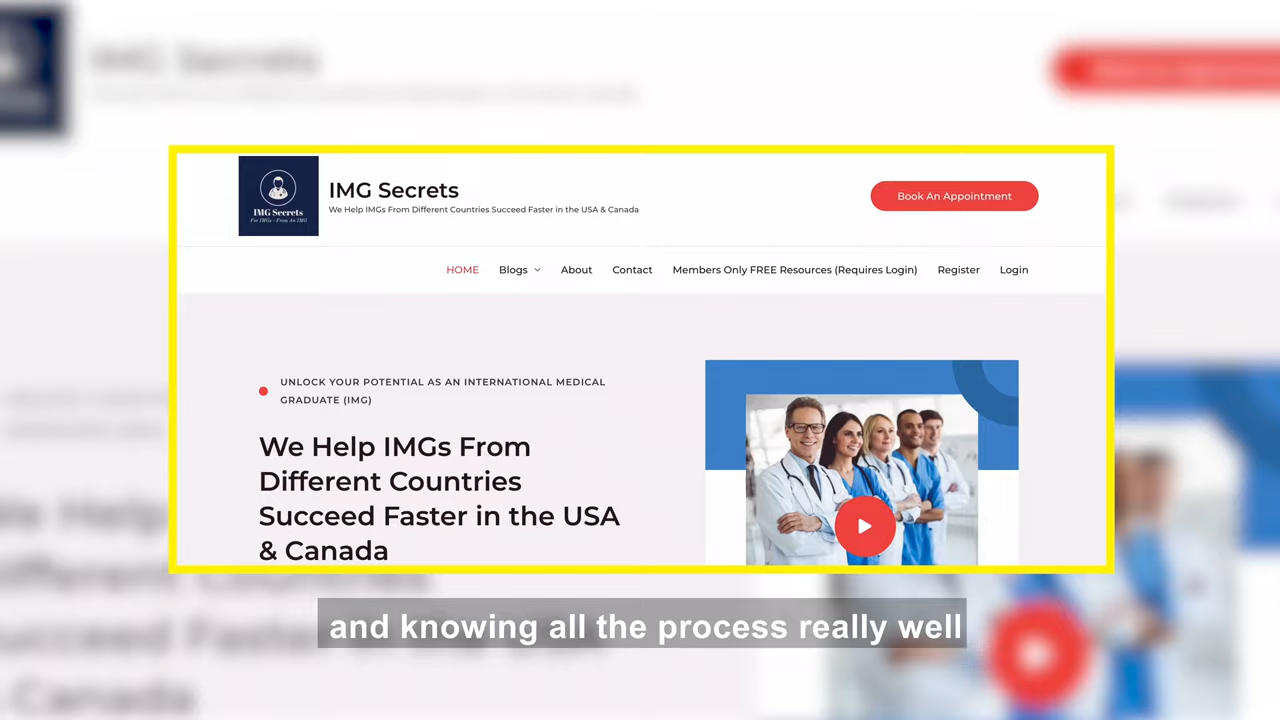 IMG Secrets
We Help IMGs From Different Countries Succeed Faster in the USA & Canada
IMG Secrets
For IMGs - From An IMG
Book An Appointment
HOME Blogs About Contact Members Only FREE Resources (Requires Login) Register Login
UNLOCK YOUR POTENTIAL AS AN INTERNATIONAL MEDICAL
GRADUATE (IMG)
We Help IMGs From
Different Countries
Succeed Faster in the USA
& Canada
and knowing all the process really well